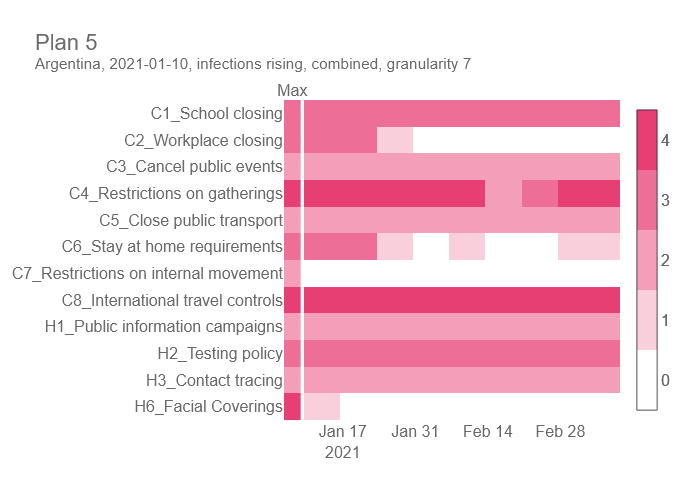 Plan 5
Argentina, 2021-01-10, infections rising, combined, granularity 7
Max
C1_School closing
C2_Workplace closing
C3_Cancel public events
C4_Restrictions on gatherings
C5_Close public transport
C6_Stay at home requirements
C7_Restrictions on internal movement
C8_International travel controls
H1_Public information campaigns
H2_Testing policy
H3_Contact tracing
H6_Facial Coverings
Jan 17 Jan 31 Feb 14 Feb 28
2021
4
3
2
1
0